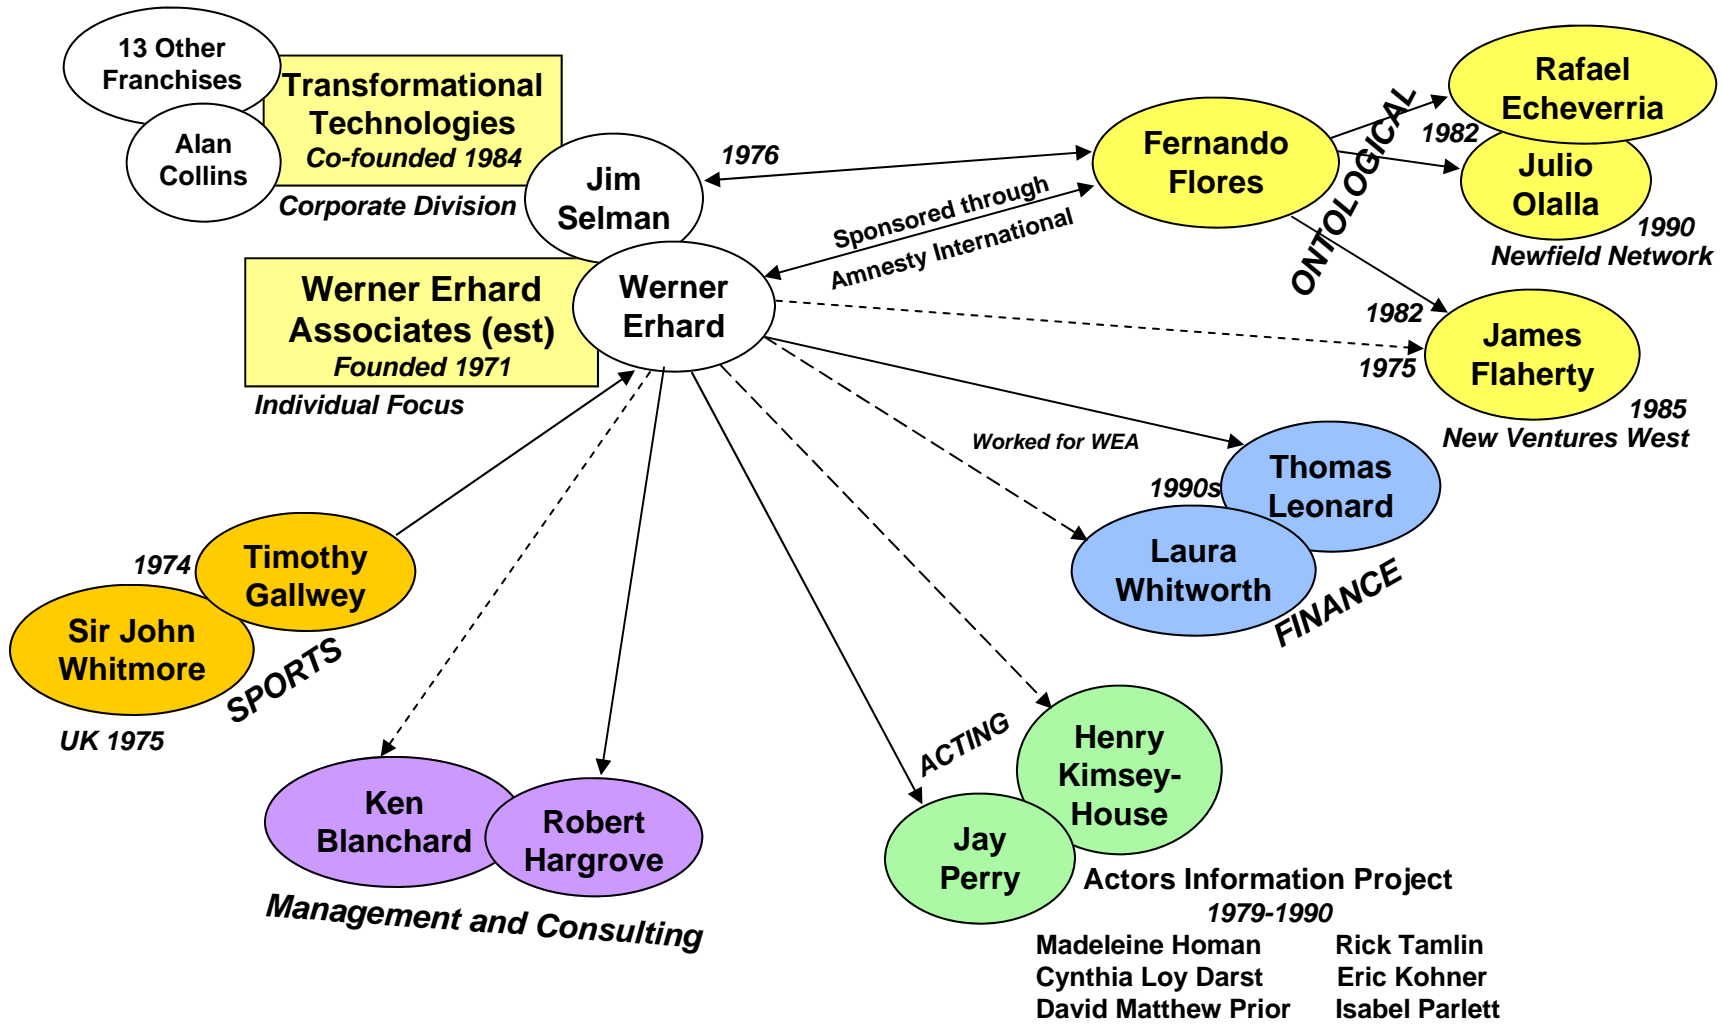 13 Other
Franchises
Alan
Collins
Transformational
Technologies
Co-founded 1984
Corporate Division
Jim
Selman
1976
Sponsored through
Amnesty International
Fernando
Flores
ONTOLOGICAL
1982
Rafael
Echeverria
Julio
Olalla
1990
Newfield Network
Werner Erhard
Associates (est)
Founded 1971
Individual Focus
Werner
Erhard
1982
1975
James
Flaherty
1985
New Ventures West
Worked for WEA
1990s
Thomas
Leonard
Laura
Whitworth
FINANCE
1974
Timothy
Gallwey
Sir John
Whitmore
SPORTS
UK 1975
Ken
Blanchard
Robert
Hargrove
Management and Consulting
ACTING
Henry
Kimsey-
House
Jay
Perry
Actors Information Project
1979-1990
Madeleine Homan
Rick Tamlin
Cynthia Loy Darst
Eric Kohner
David Matthew Prior
Isabel Parlett